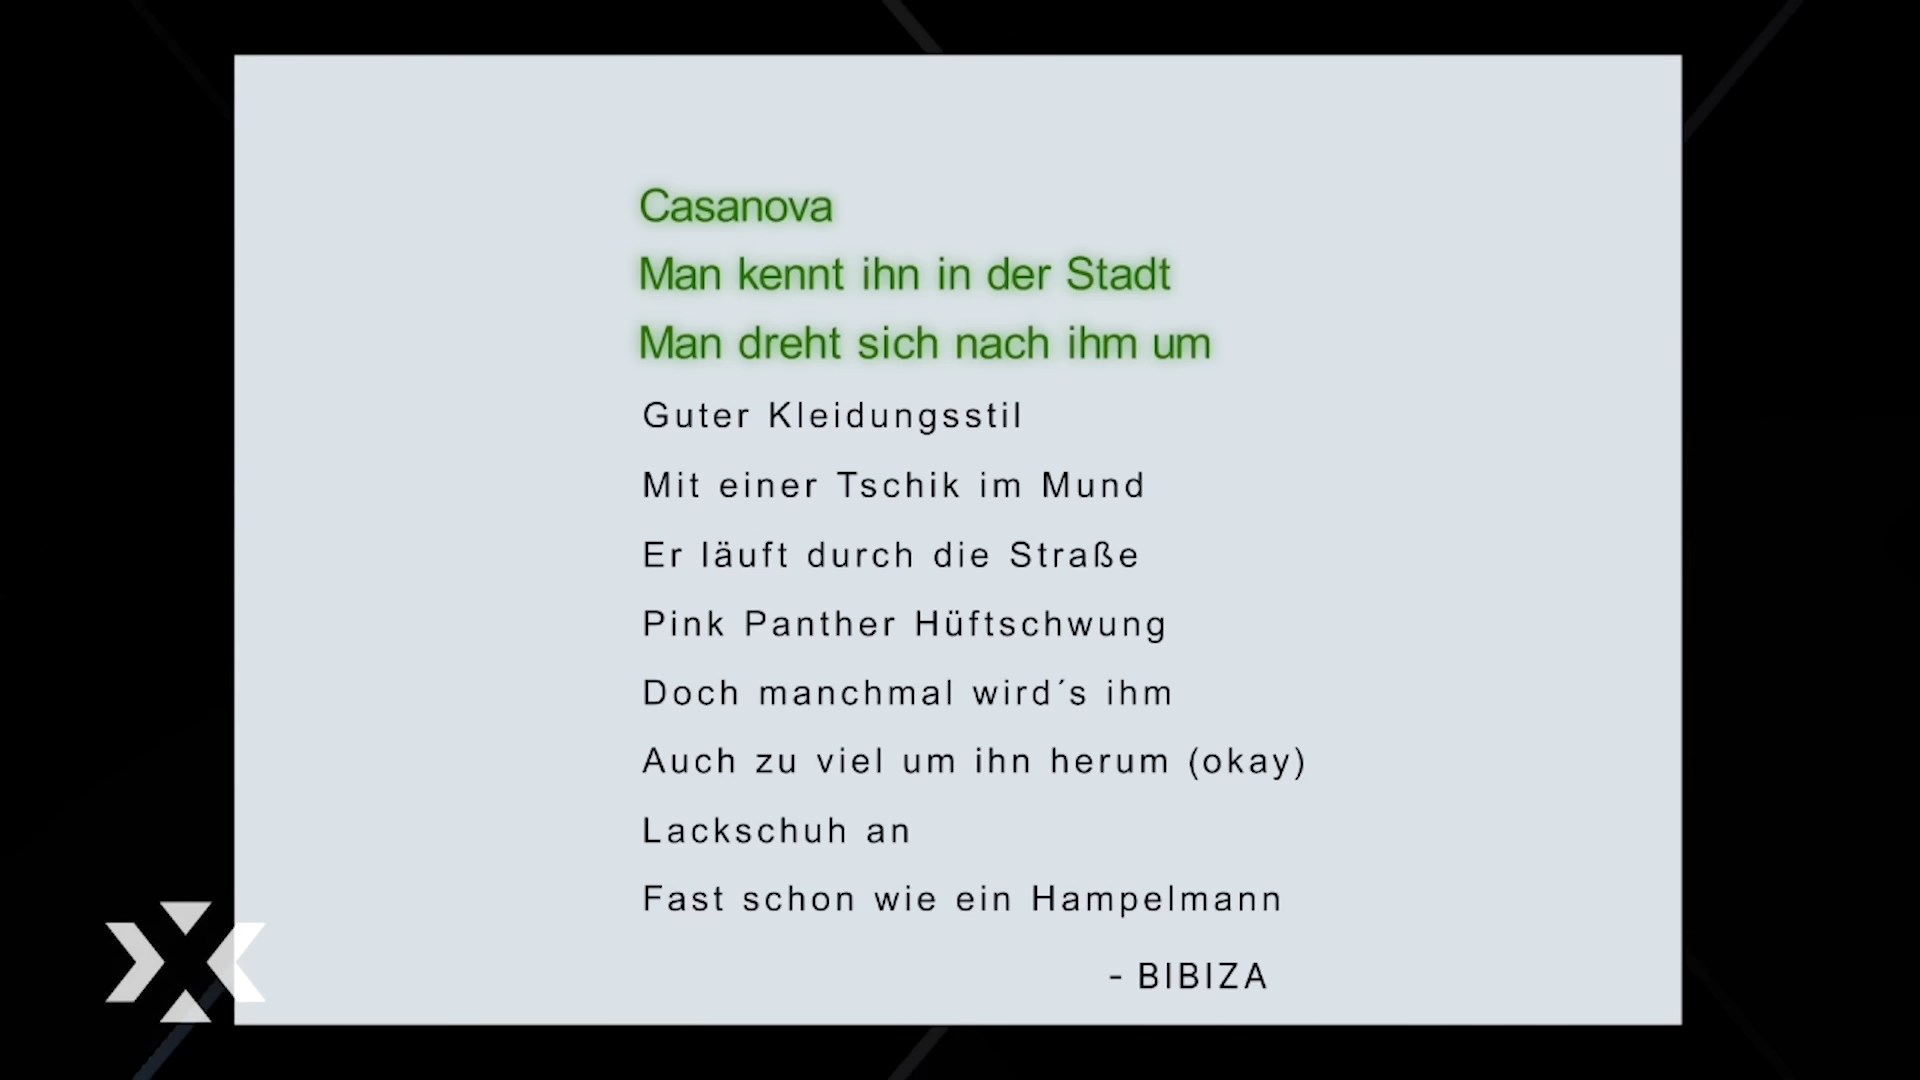 Casanova
Man kennt ihn in der Stadt
Man dreht sich nach ihm um
Guter Kleidungsstil
Mit einer Tschik im Mund
Er läuft durch die Straße
Pink Panther Hüftschwung
Doch manchmal wird´s ihm
Auch zu viel um ihn herum (okay)
Lackschuh an
Fast schon wie ein Hampelmann
- BIBIZA